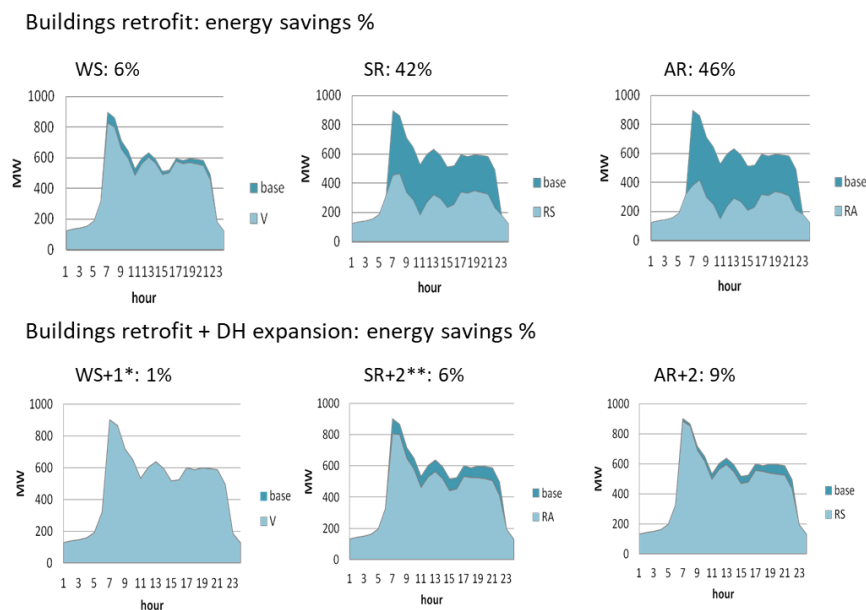 Buildings retrofit: energy savings %
WS: 6%
1000
800
600
400
200
0
MW
1 3 5 7 9 11 13 15 17 19 21 23
hour
base
V
SR: 42%
1000
800
600
400
200
0
MW
1 3 5 7 9 11 13 15 17 19 21 23
hour
base
RS
AR: 46%
1000
800
600
400
200
0
MW
1 3 5 7 9 11 13 15 17 19 21 23
hour
base
RA
Buildings retrofit + DH expansion: energy savings %
WS+1*: 1%
1000
800
600
400
200
0
MW
1 3 5 7 9 11 13 15 17 19 21 23
hour
base
V
SR+2**: 6%
1000
800
600
400
200
0
MW
1 3 5 7 9 11 13 15 17 19 21 23
hour
base
RA
AR+2: 9%
1000
800
600
400
200
0
MW
1 3 5 7 9 11 13 15 17 19 21 23
hour
base
RS